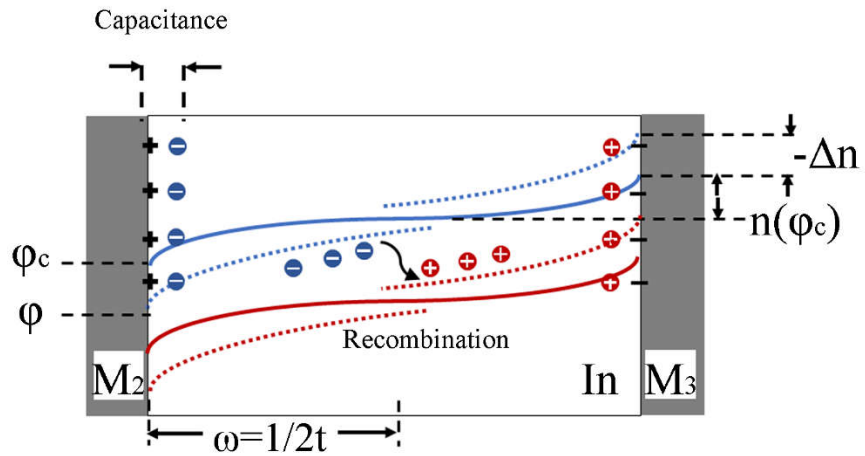 Capacitance
-Δn
n(φc)
φc
φ
Recombination
M2
In
M3
ω=1/2t